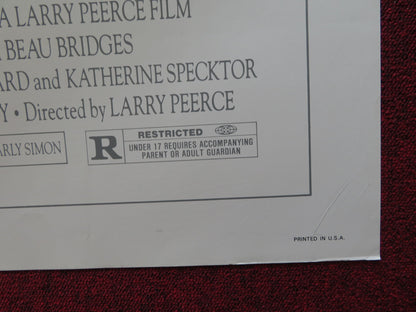 A LARRY PEERCE FILM
BEAU BRIDGES
ARD and KATHERINE SPECKTOR
Y • Directed by LARRY PEERCE
ARLY SIMON
R
RESTRICTED
UNDER 17 REQUIRES ACCOMPANYING
PARENT OR ADULT GUARDIAN
PRINTED IN U.S.A.